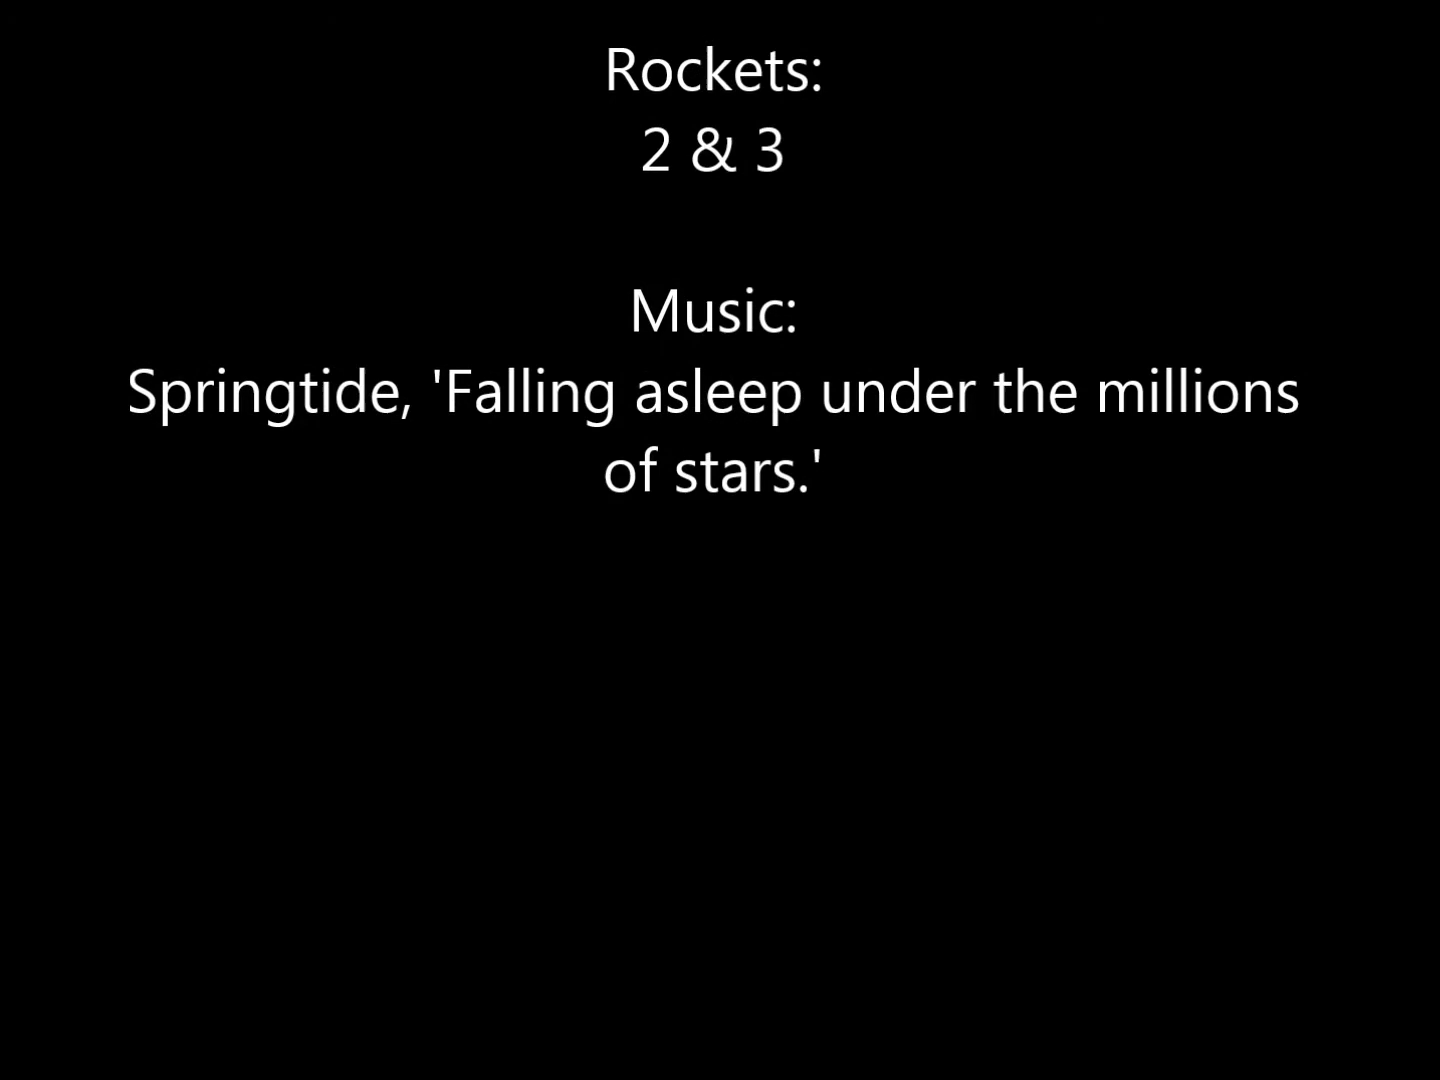 Rockets:
2 & 3
Music:
Springtide, 'Falling asleep under the millions
of stars.'